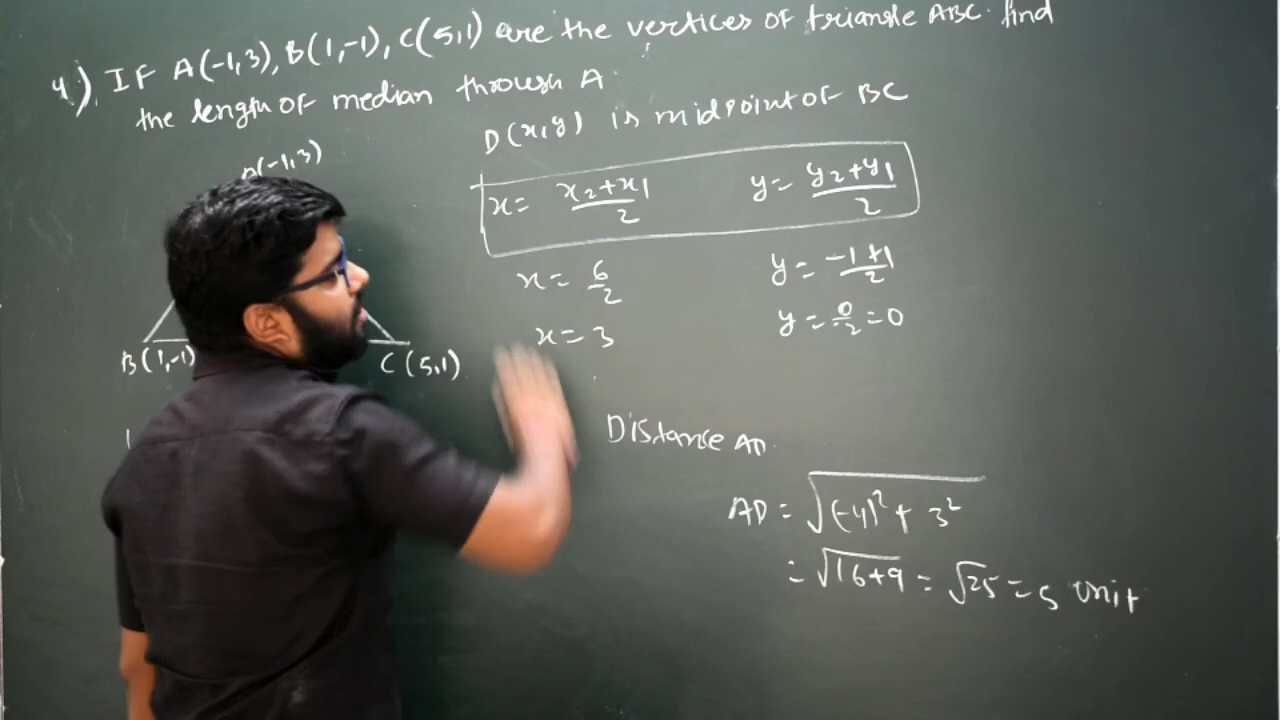 4.) IF A(-1,3), B(1,-1), C(5,1) are the vertices of triangle ABC. find
the length of median through A.
D(x,y) is midpoint of BC
A(-1,3)
x = x2+x1/2 y = y2+y1/2
x = 6/2 y = -1+1/2
x = 3 y = 0/2 = 0
B(1,-1) C(5,1)
Distance AD.
AD = √(-4)² + 3²
= √16+9 = √25 = 5 unit